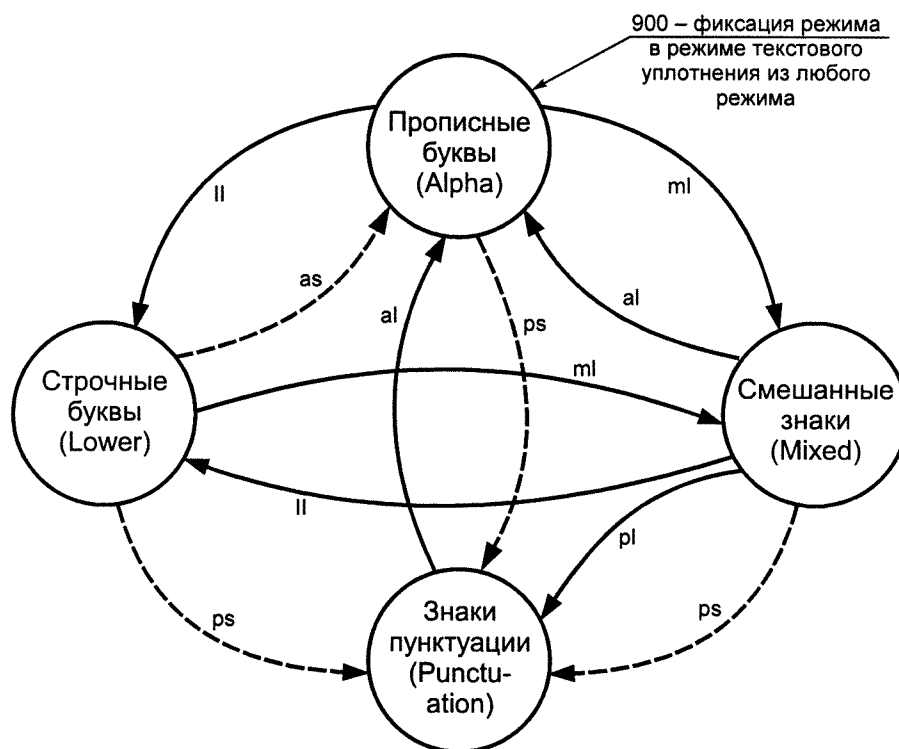 900 – фиксация режима
в режиме текстового
уплотнения из любого
режима
Прописные
буквы
(Alpha)
ll
ml
as
al
al
ps
Строчные
буквы
(Lower)
ml
Смешанные
знаки
(Mixed)
ll
pl
ps
ps
Знаки
пунктуации
(Punctu-
ation)